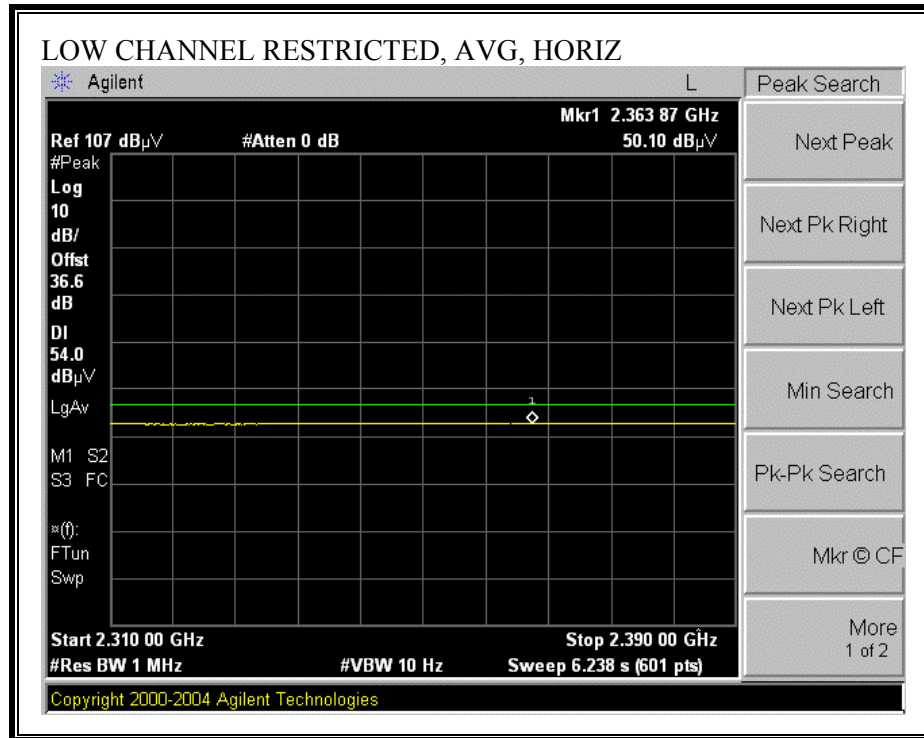 LOW CHANNEL RESTRICTED, AVG, HORIZ
Agilent
L
Peak Search
Mkr1 2.363 87 GHz
Ref 107 dBμV
#Atten 0 dB
50.10 dBμV
#Peak
Log
10
dB/
Offst
36.6
dB
DI
54.0
dBμV
LgAv
M1 S2
S3 FC
¤(f):
FTun
Swp
1
Start 2.310 00 GHz
Stop 2.390 00 GÎHz
#Res BW 1 MHz
#VBW 10 Hz
Sweep 6.238 s (601 pts)
Copyright 2000-2004 Agilent Technologies
Next Peak
Next Pk Right
Next Pk Left
Min Search
Pk-Pk Search
Mkr © CF
More
1 of 2